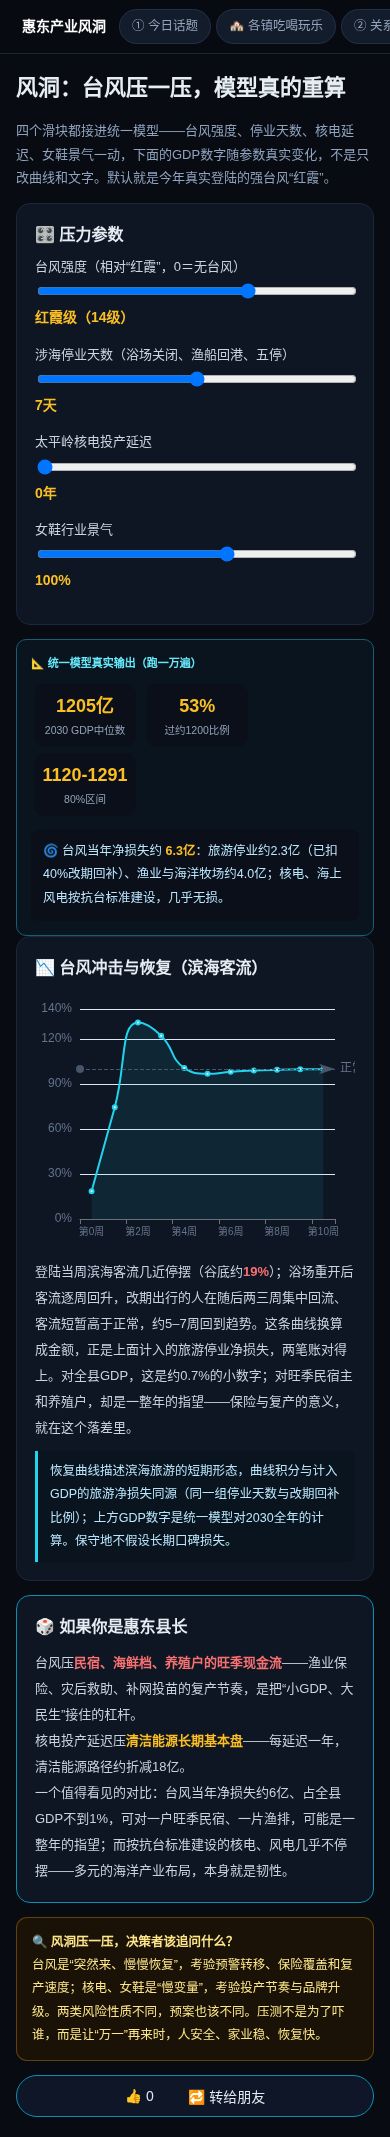 惠东产业风洞
① 今日话题
🏘️ 各镇吃喝玩乐
② 关系
风洞：台风压一压，模型真的重算
四个滑块都接进统一模型——台风强度、停业天数、核电延
迟、女鞋景气一动，下面的GDP数字随参数真实变化，不是只
改曲线和文字。默认就是今年真实登陆的强台风“红霞”。
🎛️ 压力参数
台风强度（相对“红霞”，0＝无台风）
红霞级（14级）
涉海停业天数（浴场关闭、渔船回港、五停）
7天
太平岭核电投产延迟
0年
女鞋行业景气
100%
📐 统一模型真实输出（跑一万遍）
1205亿
2030 GDP中位数
53%
过约1200比例
1120-1291
80%区间
🌀 台风当年净损失约 6.3亿：旅游停业约2.3亿（已扣
40%改期回补）、渔业与海洋牧场约4.0亿；核电、海上
风电按抗台标准建设，几乎无损。
📉 台风冲击与恢复（滨海客流）
140%
120%
90%
60%
30%
0%
正常
第0周
第2周
第4周
第6周
第8周
第10周
登陆当周滨海客流几近停摆（谷底约19%）；浴场重开后
客流逐周回升，改期出行的人在随后两三周集中回流、
客流短暂高于正常，约5–7周回到趋势。这条曲线换算
成金额，正是上面计入的旅游停业净损失，两笔账对得
上。对全县GDP，这是约0.7%的小数字；对旺季民宿主
和养殖户，却是一整年的指望——保险与复产的意义，
就在这个落差里。
恢复曲线描述滨海旅游的短期形态，曲线积分与计入
GDP的旅游净损失同源（同一组停业天数与改期回补
比例）；上方GDP数字是统一模型对2030全年的计
算。保守地不假设长期口碑损失。
🎲 如果你是惠东县长
台风压民宿、海鲜档、养殖户的旺季现金流——渔业保
险、灾后救助、补网投苗的复产节奏，是把“小GDP、大
民生”接住的杠杆。
核电投产延迟压清洁能源长期基本盘——每延迟一年，
清洁能源路径约折减18亿。
一个值得看见的对比：台风当年净损失约6亿、占全县
GDP不到1%，可对一户旺季民宿、一片渔排，可能是一
整年的指望；而按抗台标准建设的核电、风电几乎不停
摆——多元的海洋产业布局，本身就是韧性。
🔍 风洞压一压，决策者该追问什么？
台风是“突然来、慢慢恢复”，考验预警转移、保险覆盖和复
产速度；核电、女鞋是“慢变量”，考验投产节奏与品牌升
级。两类风险性质不同，预案也该不同。压测不是为了吓
谁，而是让“万一”再来时，人安全、家业稳、恢复快。
👍 0
🔁 转给朋友